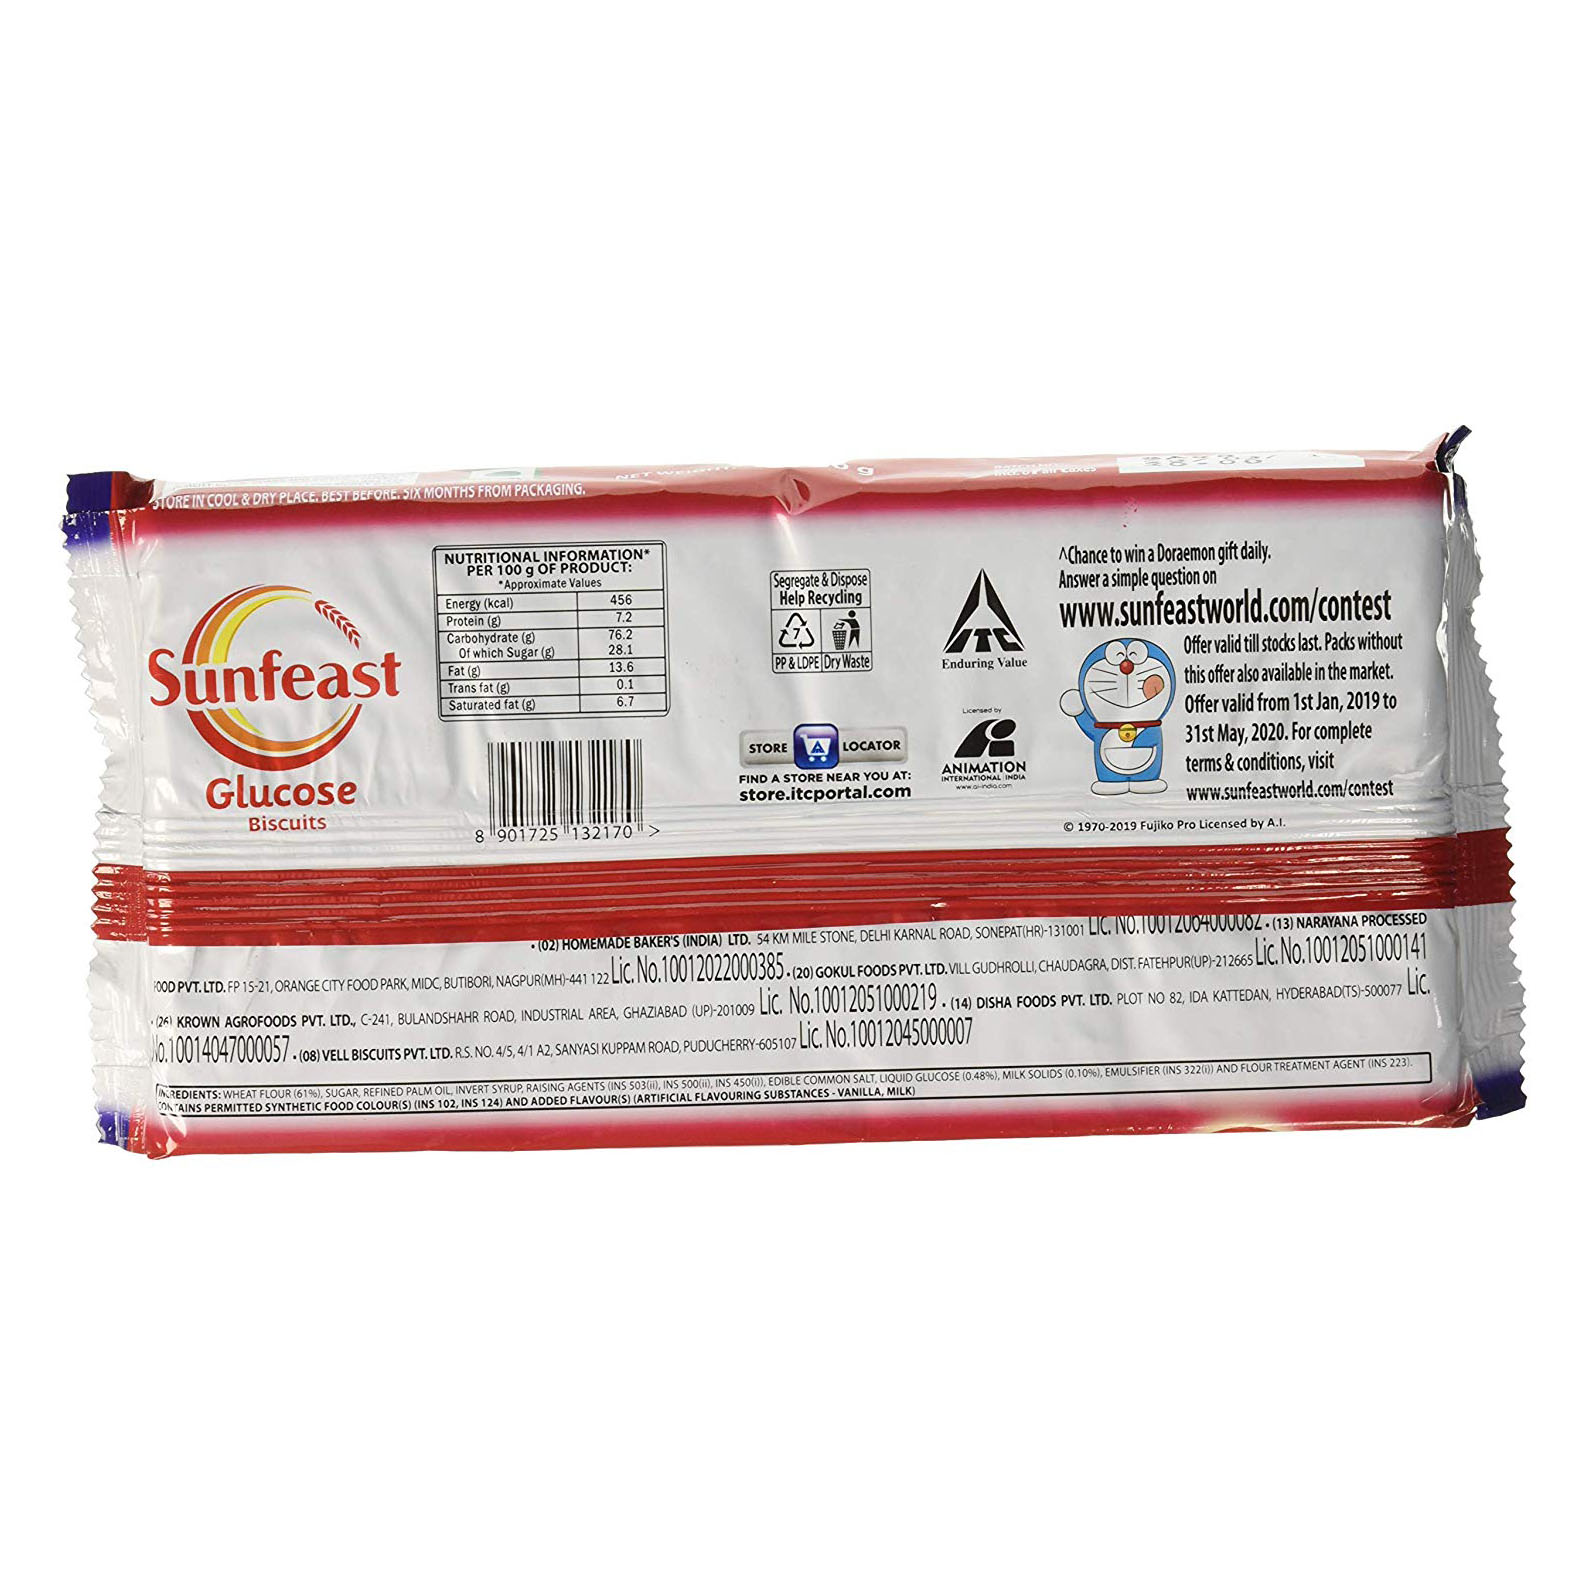 STORE IN COOL & DRY PLACE. BEST BEFORE. SIX MONTHS FROM PACKAGING.
NET WEIGHT
g
Sunfeast
Glucose
Biscuits
NUTRITIONAL INFORMATION*
PER 100 g OF PRODUCT:
*Approximate Values
Energy (kcal) 456
Protein (g) 7.2
Carbohydrate (g) 76.2
Of which Sugar (g) 28.1
Fat (g) 13.6
Trans fat (g) 0.1
Saturated fat (g) 6.7
8 901725 132170 >
Segregate & Dispose
Help Recycling
7
PP & LDPE Dry Waste
STORE LOCATOR
FIND A STORE NEAR YOU AT:
store.itcportal.com
ITC
Enduring Value
Licensed by
ANIMATION
INTERNATIONAL INDIA
www.ai-india.com
^Chance to win a Doraemon gift daily.
Answer a simple question on
www.sunfeastworld.com/contest
Offer valid till stocks last. Packs without
this offer also available in the market.
Offer valid from 1st Jan, 2019 to
31st May, 2020. For complete
terms & conditions, visit
www.sunfeastworld.com/contest
© 1970-2019 Fujiko Pro Licensed by A.I.
• (02) HOMEMADE BAKER'S (INDIA) LTD. 54 KM MILE STONE, DELHI KARNAL ROAD, SONEPAT(HR)-131001 Lic. No.10012064000082 • (13) NARAYANA PROCESSED
FOOD PVT. LTD. FP 15-21, ORANGE CITY FOOD PARK, MIDC, BUTIBORI, NAGPUR(MH)-441 122 Lic. No.10012022000385 • (20) GOKUL FOODS PVT. LTD. VILL GUDHROLLI, CHAUDAGRA, DIST. FATEHPUR(UP)-212665 Lic. No.10012051000141
• (26) KROWN AGROFOODS PVT. LTD., C-241, BULANDSHAHR ROAD, INDUSTRIAL AREA, GHAZIABAD (UP)-201009 Lic. No.10012051000219 • (14) DISHA FOODS PVT. LTD. PLOT NO 82, IDA KATTEDAN, HYDERABAD(TS)-500077 Lic.
No.10014047000057 • (08) VELL BISCUITS PVT. LTD. R.S. NO. 4/5, 4/1 A2, SANYASI KUPPAM ROAD, PUDUCHERRY-605107 Lic. No.10012045000007
INGREDIENTS: WHEAT FLOUR (61%), SUGAR, REFINED PALM OIL, INVERT SYRUP, RAISING AGENTS (INS 503(ii), INS 500(ii), INS 450(i)), EDIBLE COMMON SALT, LIQUID GLUCOSE (0.48%), MILK SOLIDS (0.10%), EMULSIFIER (INS 322(i)) AND FLOUR TREATMENT AGENT (INS 223).
CONTAINS PERMITTED SYNTHETIC FOOD COLOUR(S) (INS 102, INS 124) AND ADDED FLAVOUR(S) (ARTIFICIAL FLAVOURING SUBSTANCES - VANILLA, MILK)